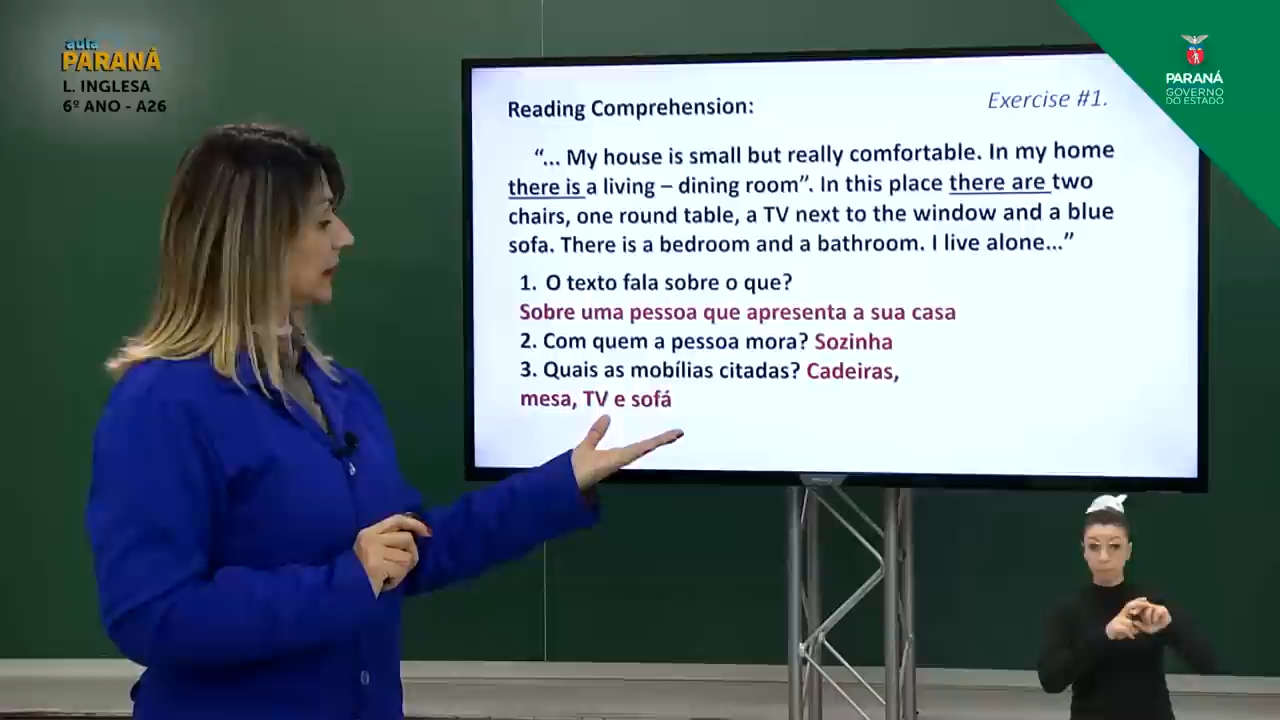 aula
PARANÁ
L. INGLESA
6º ANO - A26
PARANÁ
GOVERNO
DO ESTADO
Reading Comprehension:
Exercise #1.
“... My house is small but really comfortable. In my home
there is a living – dining room”. In this place there are two
chairs, one round table, a TV next to the window and a blue
sofa. There is a bedroom and a bathroom. I live alone...”
1. O texto fala sobre o que?
Sobre uma pessoa que apresenta a sua casa
2. Com quem a pessoa mora? Sozinha
3. Quais as mobílias citadas? Cadeiras,
mesa, TV e sofá